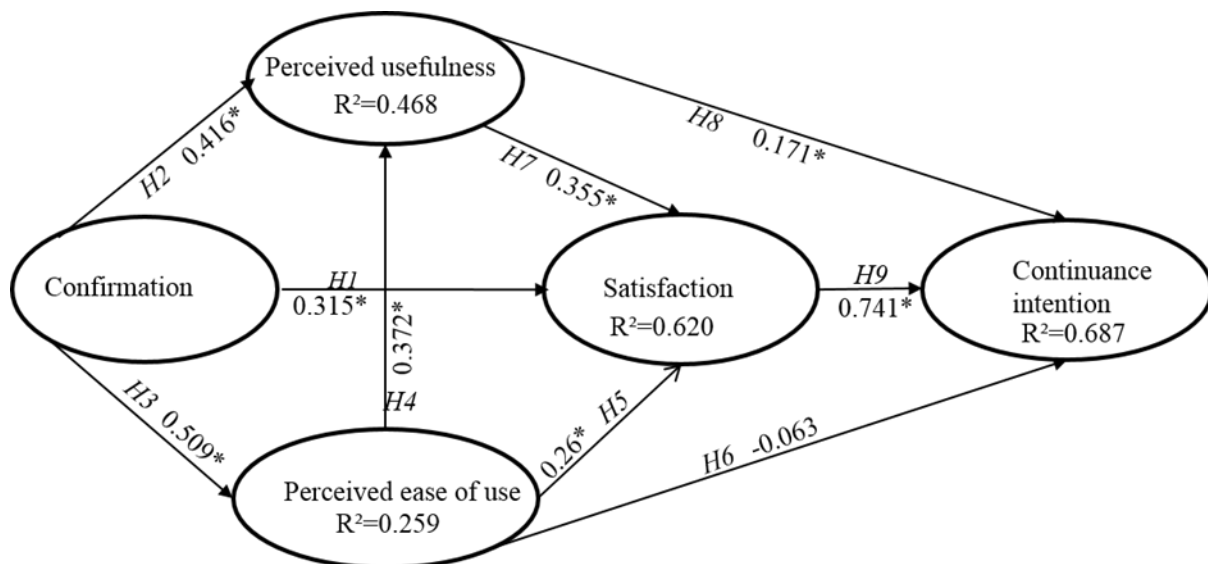 Perceived usefulness
R²=0.468
H8 0.171*
H2 0.416*
H7 0.355*
Confirmation
H1
0.315*
0.372*
H4
Satisfaction
R²=0.620
H9
0.741*
Continuance
intention
R²=0.687
H3 0.509*
0.26* H5
H6 -0.063
Perceived ease of use
R²=0.259